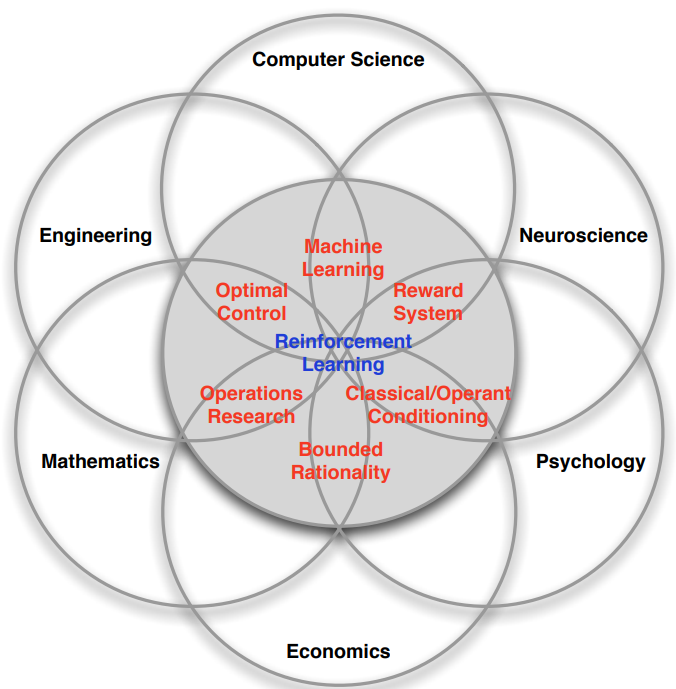 Computer Science
Engineering
Neuroscience
Machine
Learning
Optimal
Control
Reward
System
Reinforcement
Learning
Operations
Research
Classical/Operant
Conditioning
Bounded
Rationality
Mathematics
Psychology
Economics